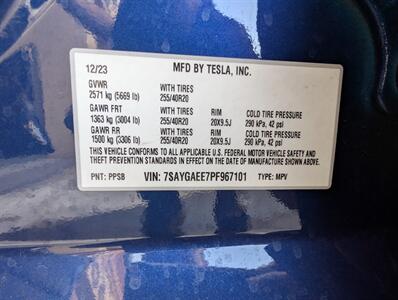 12/23 MFD BY TESLA, INC.
GVWR WITH TIRES
2571 kg (5669 lb) 255/40R20
GAWR FRT WITH TIRES RIM COLD TIRE PRESSURE
1363 kg (3004 lb) 255/40R20 20X9.5J 290 kPa, 42 psi
GAWR RR WITH TIRES RIM COLD TIRE PRESSURE
1500 kg (3306 lb) 255/40R20 20X9.5J 290 kPa, 42 psi
THIS VEHICLE CONFORMS TO ALL APPLICABLE U.S. FEDERAL MOTOR VEHICLE SAFETY AND
THEFT PREVENTION STANDARDS IN EFFECT ON THE DATE OF MANUFACTURE SHOWN ABOVE.
PNT: PPSB VIN: 7SAYGAEE7PF967101 TYPE: MPV